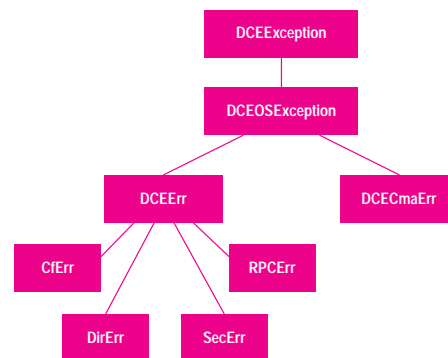 DCEException
DCEOSException
DCEErr
DCECmaErr
CfErr
RPCErr
DirErr
SecErr